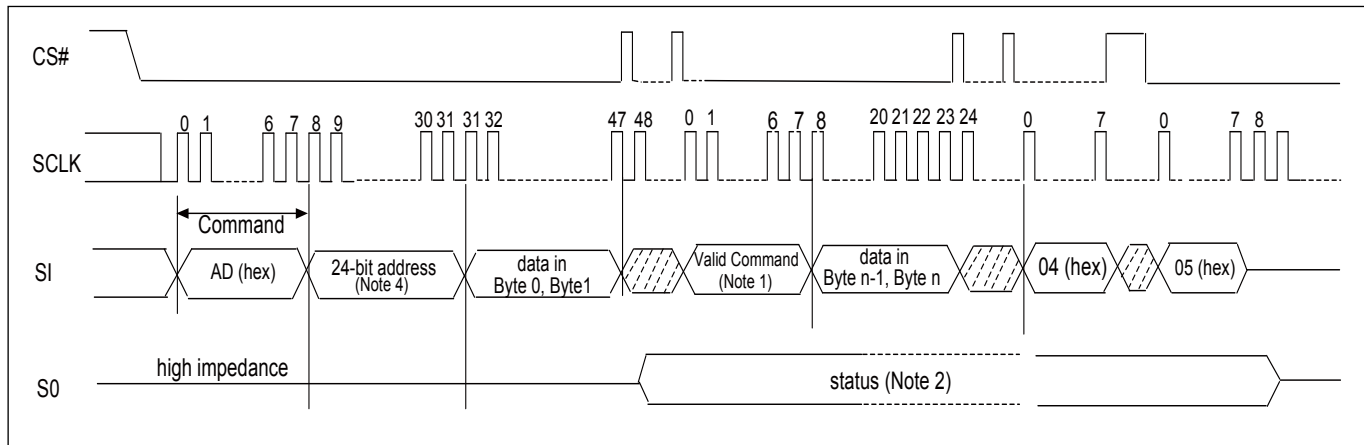 CS#
0 1 6 7 8 9 30 31 31 32 47 48 0 1 6 7 8 20 21 22 23 24 0 7 0 7 8
SCLK
Command
SI
AD (hex)
24-bit address
(Note 4)
data in
Byte 0, Byte1
Valid Command
(Note 1)
data in
Byte n-1, Byte n
04 (hex)
05 (hex)
high impedance
S0
status (Note 2)